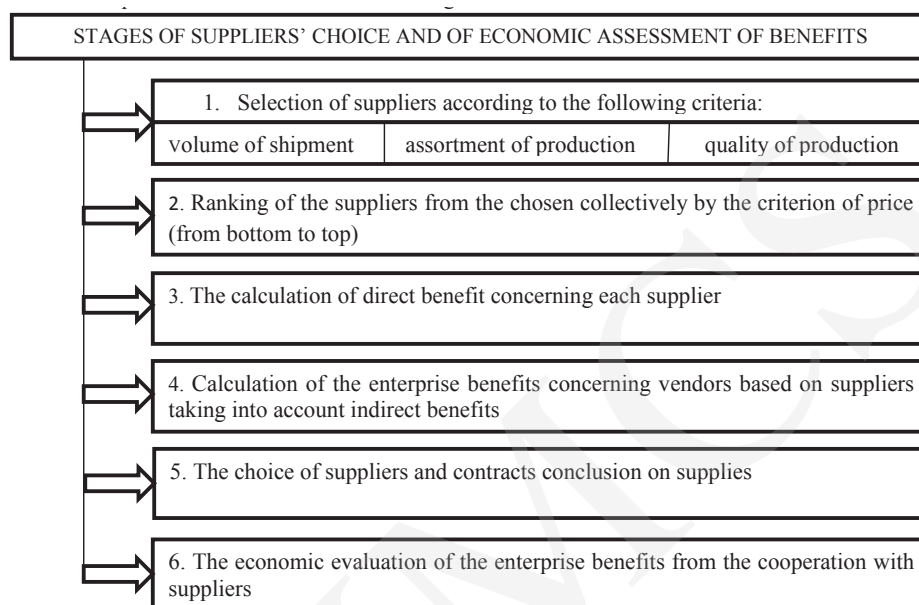 STAGES OF SUPPLIERS' CHOICE AND OF ECONOMIC ASSESSMENT OF BENEFITS
1. Selection of suppliers according to the following criteria:
volume of shipment assortment of production quality of production
2. Ranking of the suppliers from the chosen collectively by the criterion of price
(from bottom to top)
3. The calculation of direct benefit concerning each supplier
4. Calculation of the enterprise benefits concerning vendors based on suppliers
taking into account indirect benefits
5. The choice of suppliers and contracts conclusion on supplies
6. The economic evaluation of the enterprise benefits from the cooperation with
suppliers
UMCS